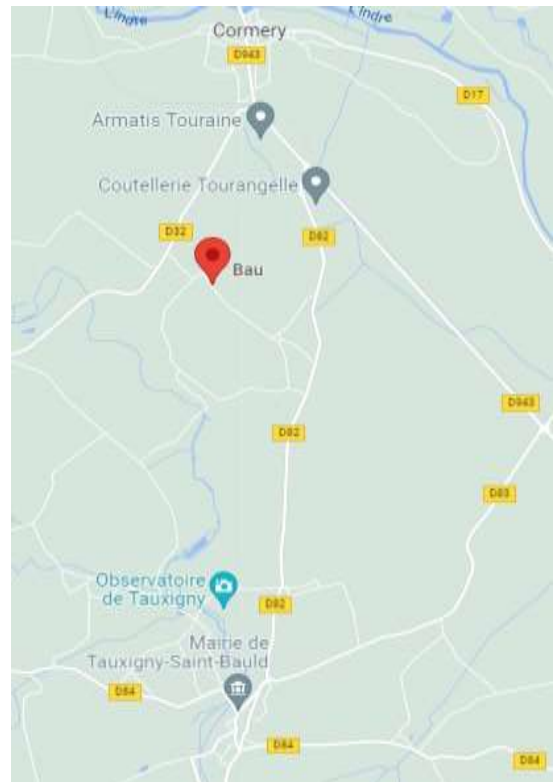 L'Indre
L'Indre
Cormery
D943
D17
Armatis Touraine
Coutellerie Tourangelle
D32
D82
Bau
D943
D82
D83
Observatoire
de Tauxigny
D82
Mairie de
Tauxigny-Saint-Bauld
D84
D84
D84